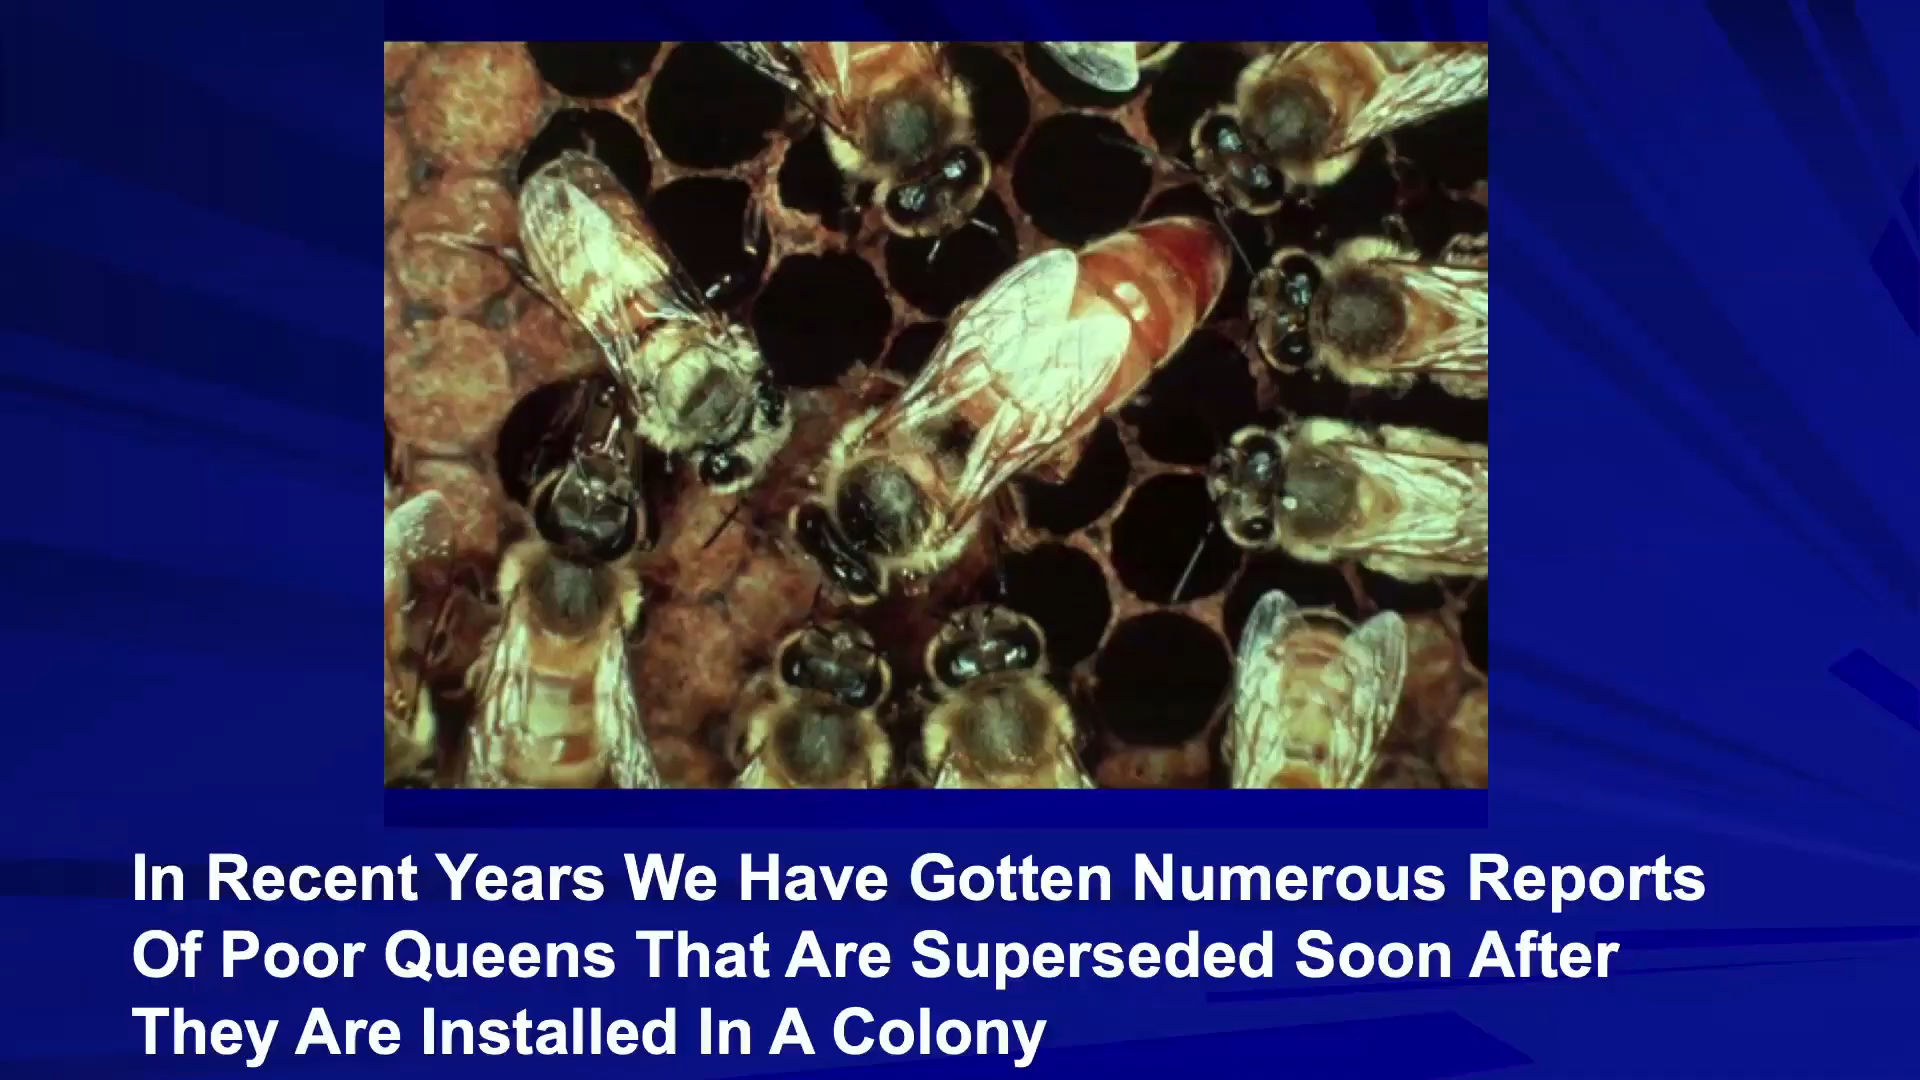 In Recent Years We Have Gotten Numerous Reports
Of Poor Queens That Are Superseded Soon After
They Are Installed In A Colony